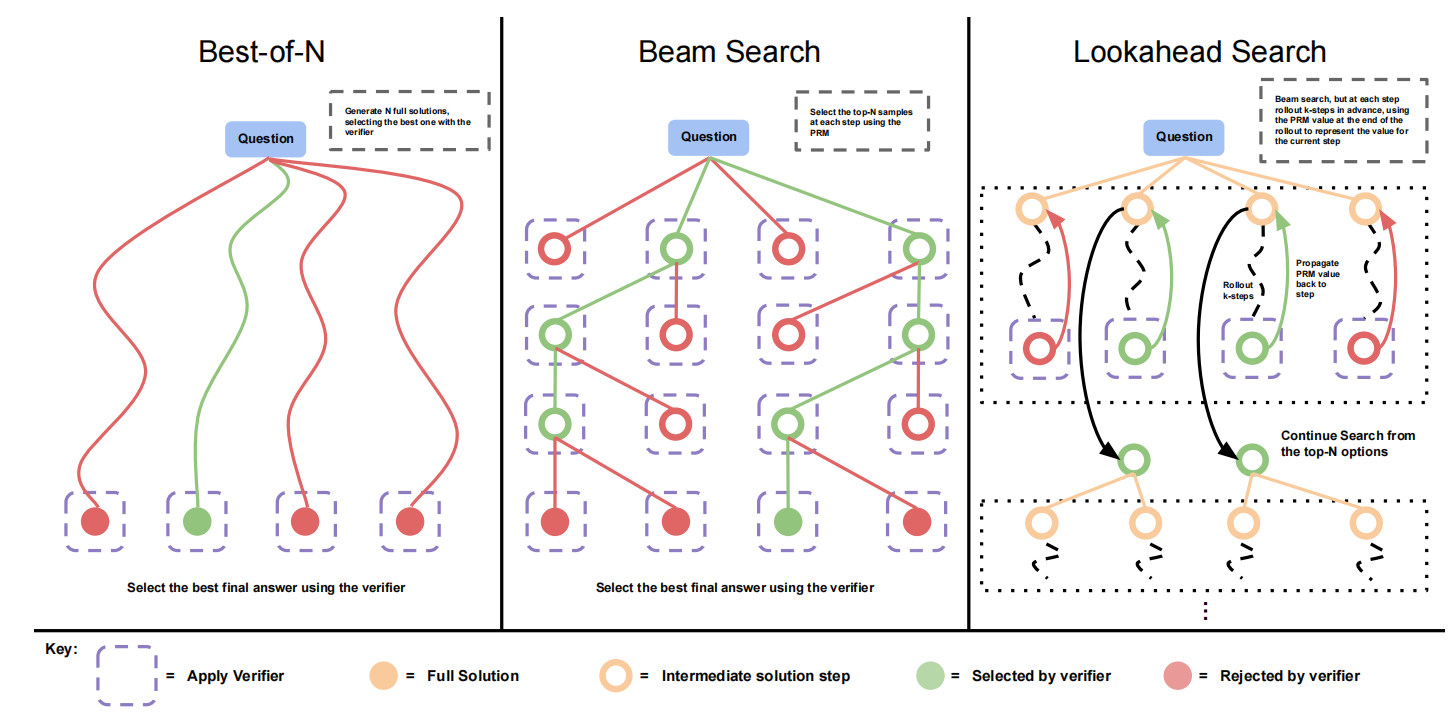 Best-of-N
Generate N full solutions,
selecting the best one with the
verifier
Question
Select the best final answer using the verifier
Beam Search
Select the top-N samples
at each step using the
PRM
Question
Select the best final answer using the verifier
Lookahead Search
Beam search, but at each step
rollout k-steps in advance, using
the PRM value at the end of the
rollout to represent the value for
the current step
Question
Propagate
PRM value
back to
step
Rollout
k-steps
Continue Search from
the top-N options
Key:
= Apply Verifier
= Full Solution
= Intermediate solution step
= Selected by verifier
= Rejected by verifier